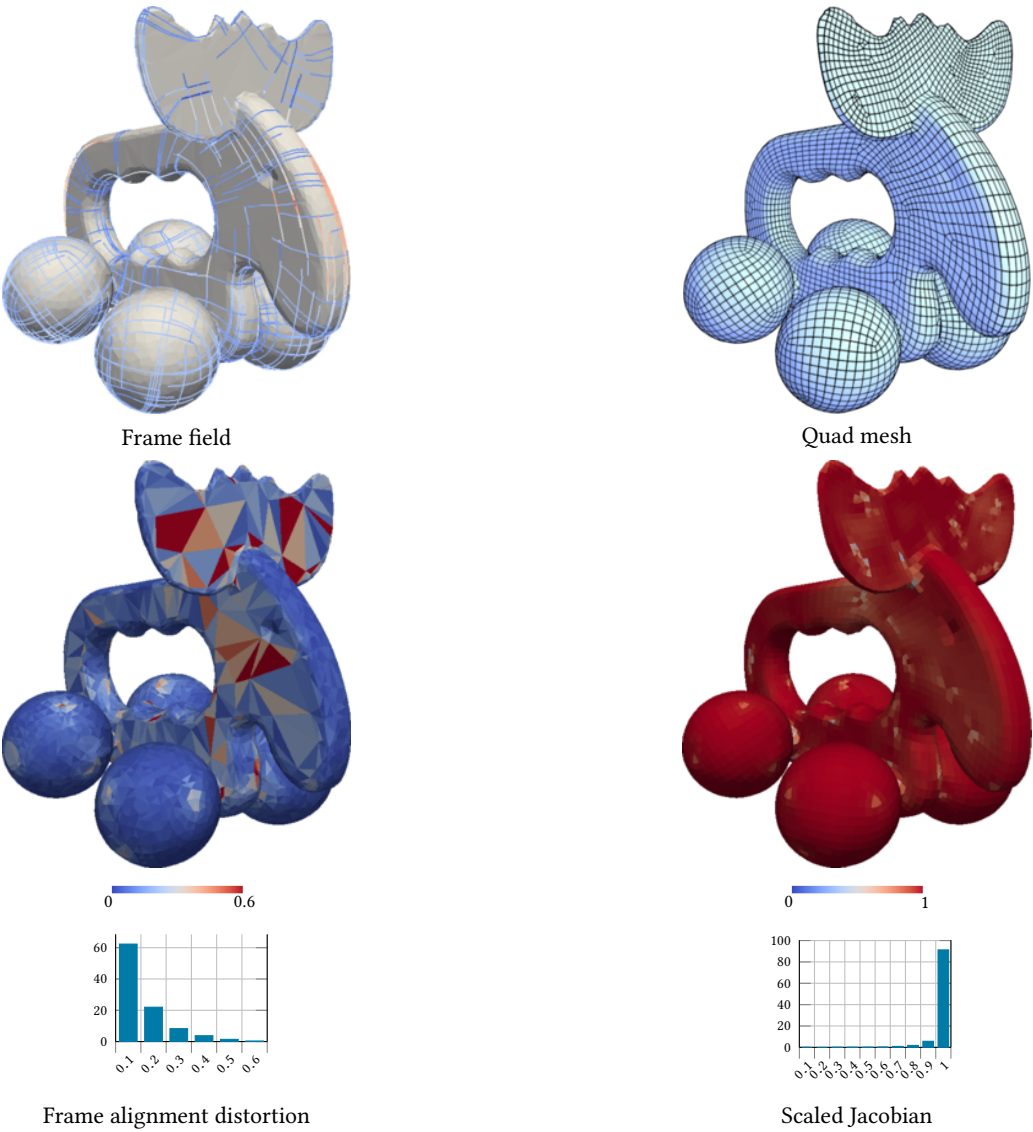 Frame field
Quad mesh
0 0.6
0 1
60
40
20
0
0.1 0.2 0.3 0.4 0.5 0.6
100
80
60
40
20
0
0.1 0.2 0.3 0.4 0.5 0.6 0.7 0.8 0.9 1
Frame alignment distortion
Scaled Jacobian